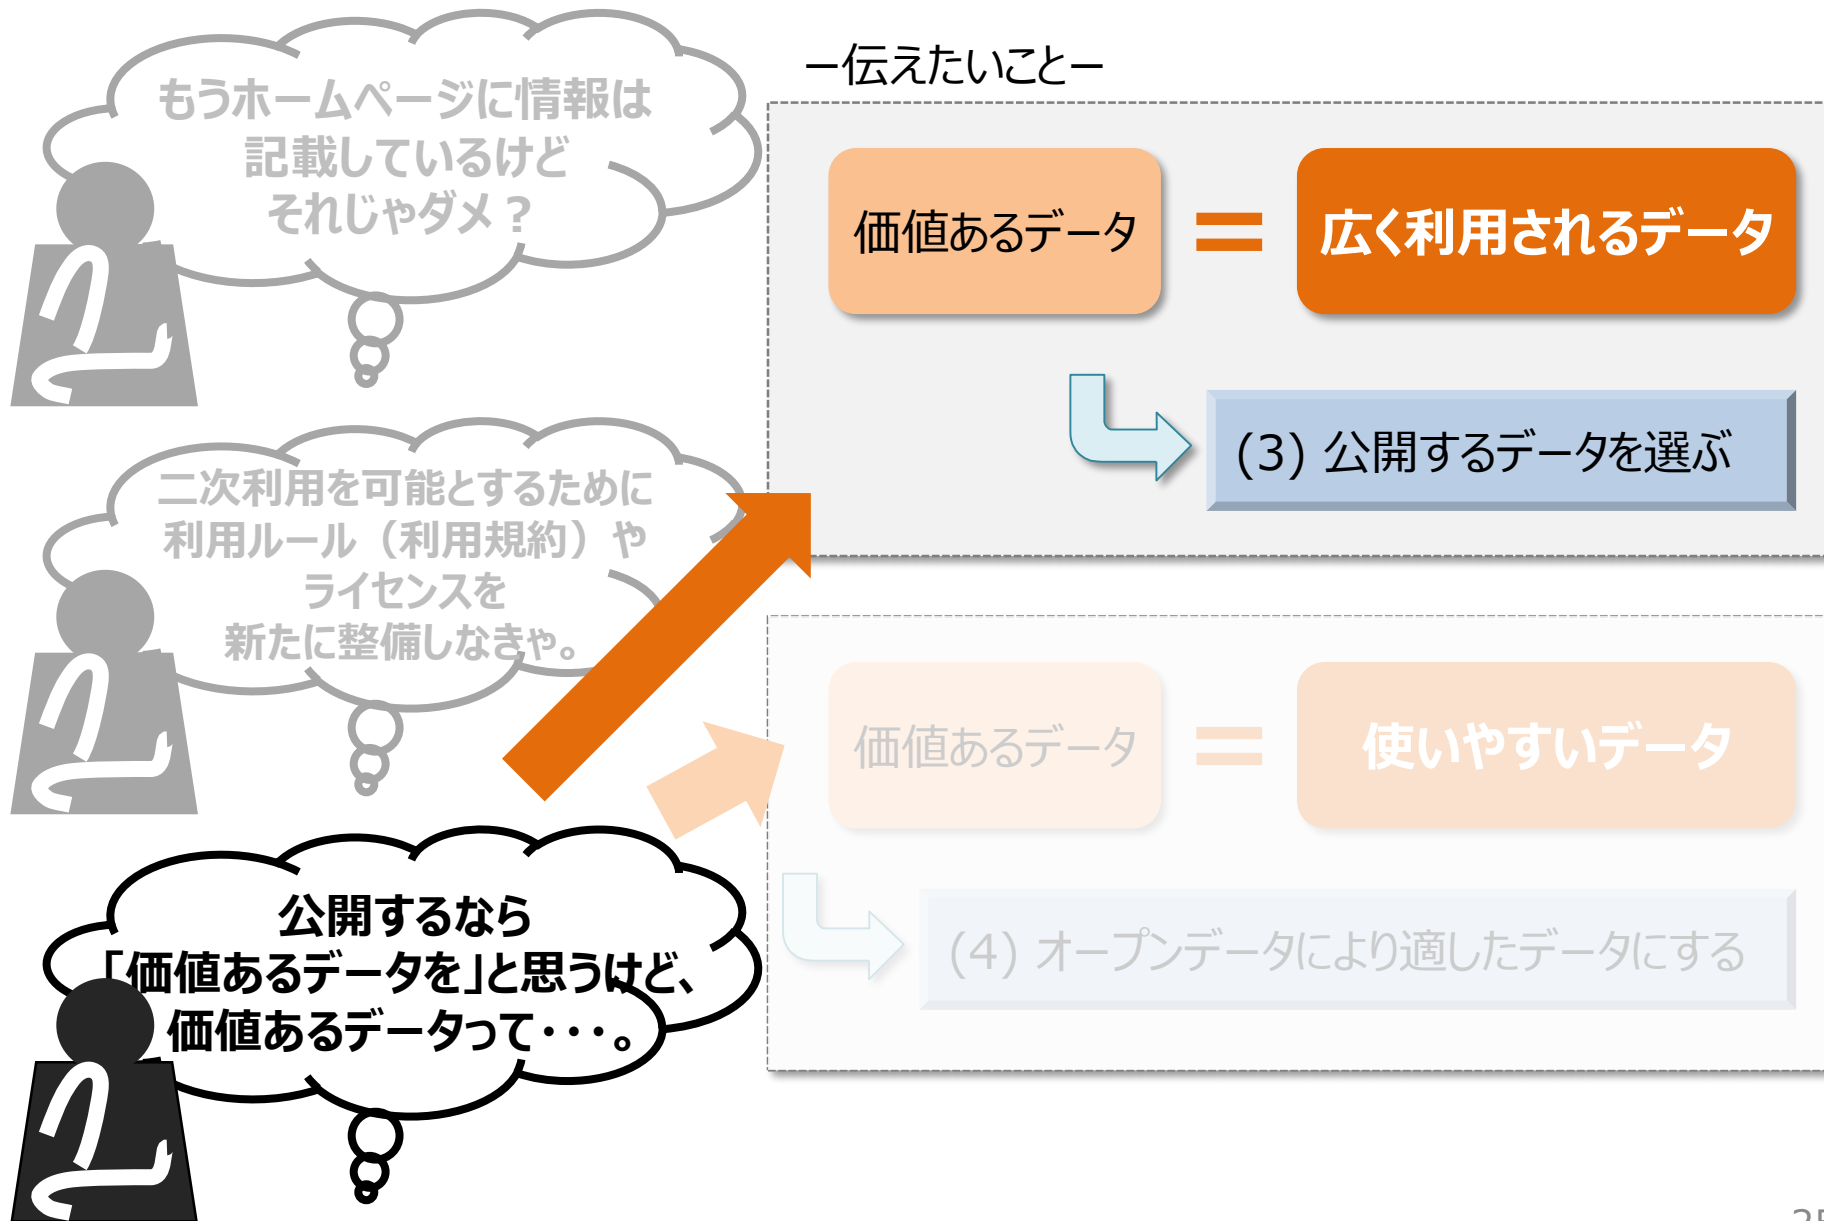 もうホームページに情報は
記載しているけど
それじゃダメ？
二次利用を可能とするために
利用ルール（利用規約）や
ライセンスを
新たに整備しなきゃ。
公開するなら
「価値あるデータを」と思うけど、
価値あるデータって・・・。
ー伝えたいことー
価値あるデータ
＝
広く利用されるデータ
(3) 公開するデータを選ぶ
価値あるデータ
＝
使いやすいデータ
(4) オープンデータにより適したデータにする